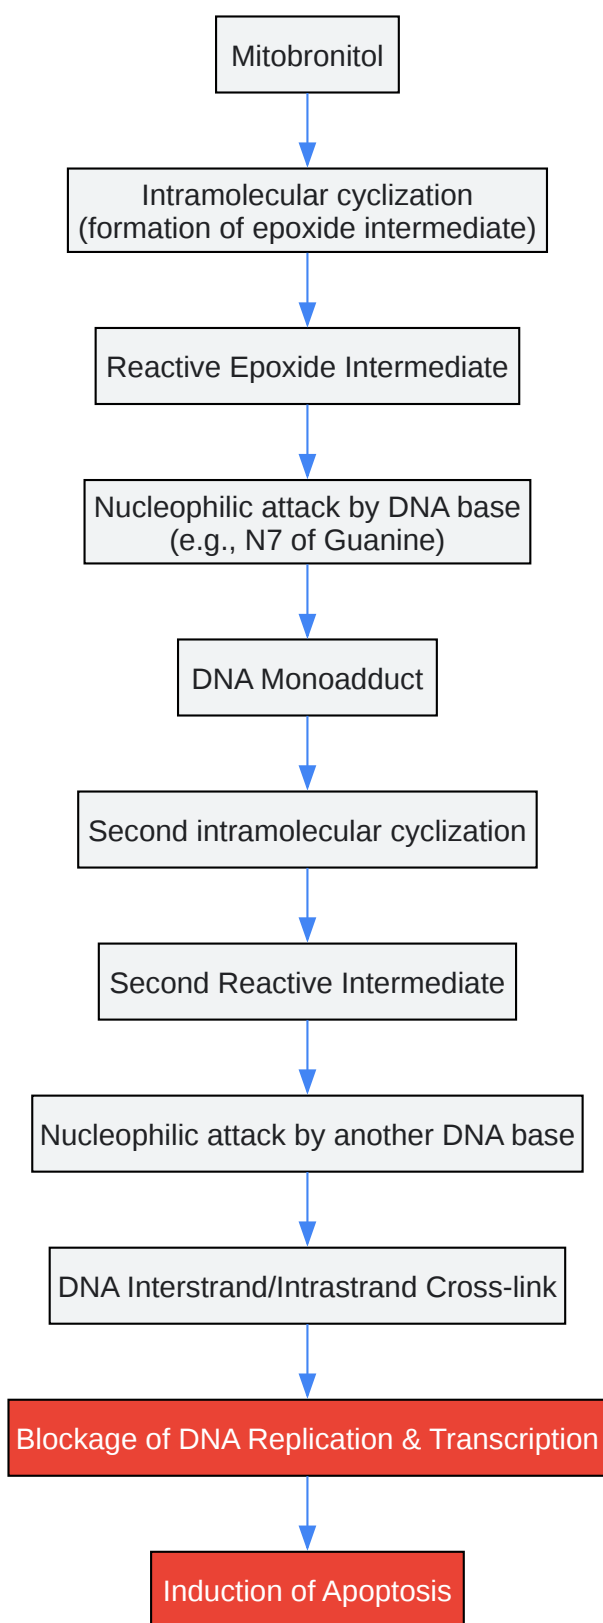 Mitobronitol
Intramolecular cyclization
(formation of epoxide intermediate)
Reactive Epoxide Intermediate
Nucleophilic attack by DNA base
(e.g., N7 of Guanine)
DNA Monoadduct
Second intramolecular cyclization
Second Reactive Intermediate
Nucleophilic attack by another DNA base
DNA Interstrand/Intrastrand Cross-link
Blockage of DNA Replication & Transcription
Induction of Apoptosis